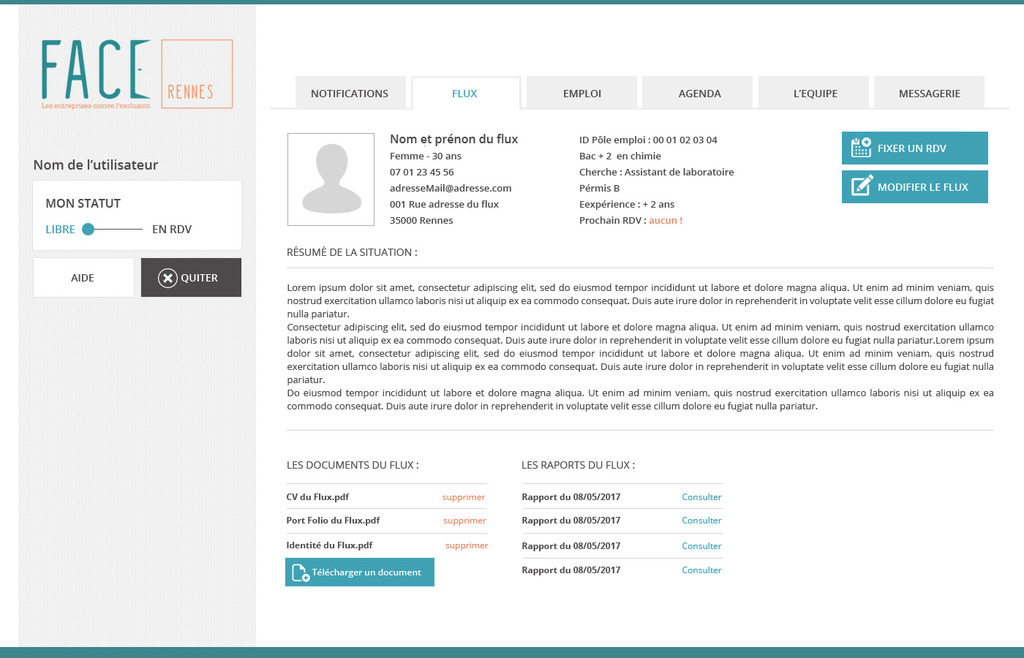 FACE
RENNES
Les entreprises contre l'exclusion
Nom de l'utilisateur
MON STATUT
LIBRE EN RDV
AIDE
QUITER
NOTIFICATIONS
FLUX
EMPLOI
AGENDA
L'EQUIPE
MESSAGERIE
Nom et prénon du flux
Femme - 30 ans
07 01 23 45 56
adresseMail@adresse.com
001 Rue adresse du flux
35000 Rennes
ID Pôle emploi : 00 01 02 03 04
Bac + 2 en chimie
Cherche : Assistant de laboratoire
Pérmis B
Eexpérience : + 2 ans
Prochain RDV : aucun !
FIXER UN RDV
MODIFIER LE FLUX
RÉSUMÊ DE LA SITUATION :
Lorem ipsum dolor sit amet, consectetur adipiscing elit, sed do eiusmod tempor incididunt ut labore et dolore magna aliqua. Ut enim ad minim veniam, quis
nostrud exercitation ullamco laboris nisi ut aliquip ex ea commodo consequat. Duis aute irure dolor in reprehenderit in voluptate velit esse cillum dolore eu fugiat
nulla pariatur.
Consectetur adipiscing elit, sed do eiusmod tempor incididunt ut labore et dolore magna aliqua. Ut enim ad minim veniam, quis nostrud exercitation ullamco
laboris nisi ut aliquip ex ea commodo consequat. Duis aute irure dolor in reprehenderit in voluptate velit esse cillum dolore eu fugiat nulla pariatur.Lorem ipsum
dolor sit amet, consectetur adipiscing elit, sed do eiusmod tempor incididunt ut labore et dolore magna aliqua. Ut enim ad minim veniam, quis nostrud
exercitation ullamco laboris nisi ut aliquip ex ea commodo consequat. Duis aute irure dolor in reprehenderit in voluptate velit esse cillum dolore eu fugiat nulla
pariatur.
Do eiusmod tempor incididunt ut labore et dolore magna aliqua. Ut enim ad minim veniam, quis nostrud exercitation ullamco laboris nisi ut aliquip ex ea
commodo consequat. Duis aute irure dolor in reprehenderit in voluptate velit esse cillum dolore eu fugiat nulla pariatur.
LES DOCUMENTS DU FLUX :
CV du Flux.pdf supprimer
Port Folio du Flux.pdf supprimer
Identité du Flux.pdf supprimer
Télécharger un document
LES RAPORTS DU FLUX :
Rapport du 08/05/2017 Consulter
Rapport du 08/05/2017 Consulter
Rapport du 08/05/2017 Consulter
Rapport du 08/05/2017 Consulter